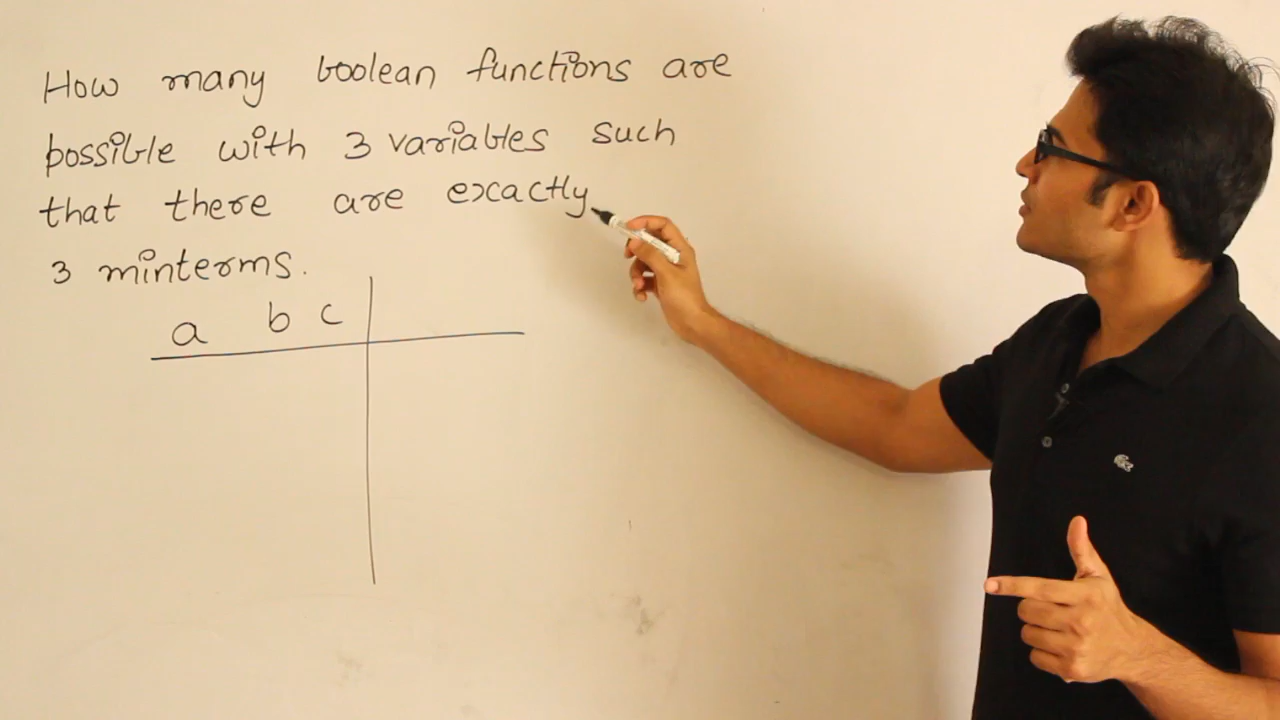 How many boolean functions are
possible with 3 variables such
that there are exactly
3 minterms.
a b c